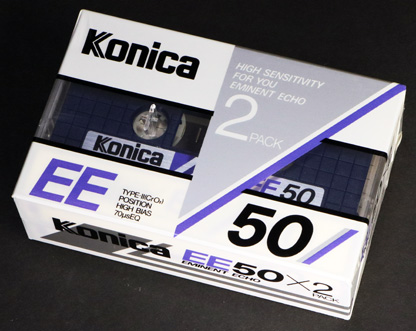 Konica
HIGH SENSITIVITY
FOR YOU
EMINENT ECHO
2 PACK
Konica
EE 50
EE
TYPE II(CrO₂)
POSITION
HIGH BIAS
70µsEQ
50
Konica EE50×2
EMINENT ECHO PACK